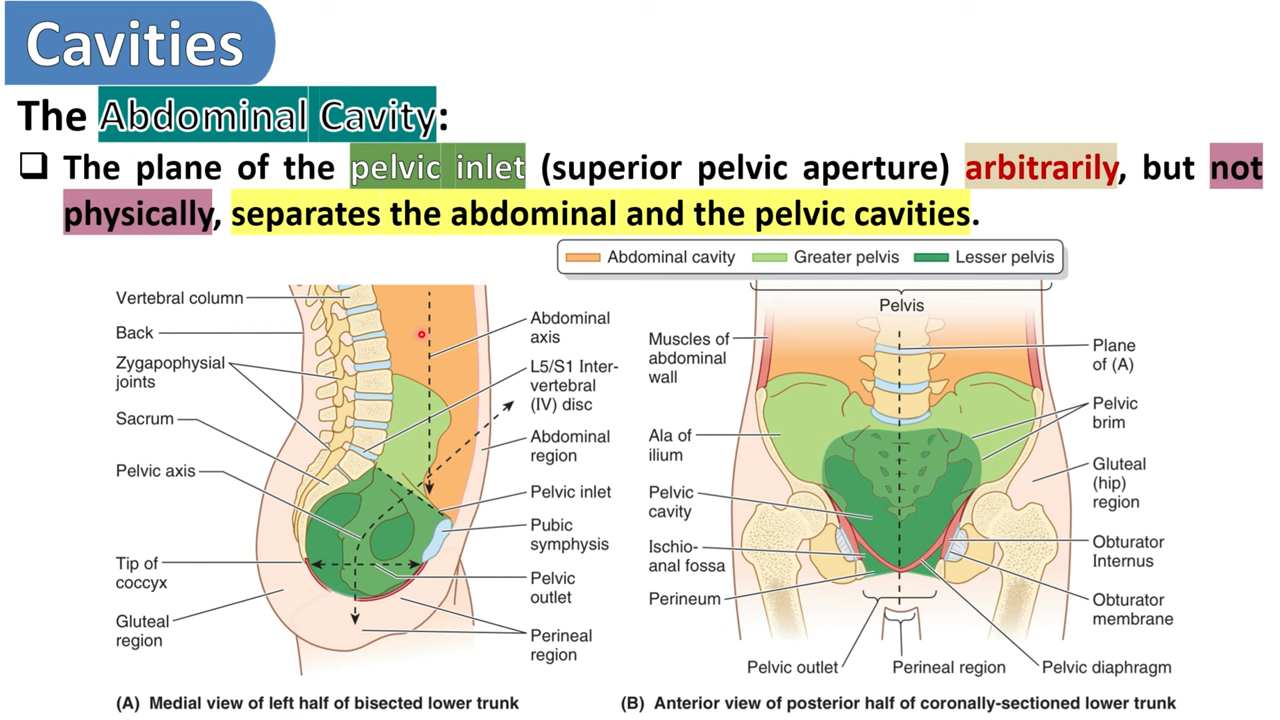 Cavities
The Abdominal Cavity:
❑ The plane of the pelvic inlet (superior pelvic aperture) arbitrarily, but not
physically, separates the abdominal and the pelvic cavities.
Abdominal cavity Greater pelvis Lesser pelvis
Vertebral column
Back
Zygapophysial
joints
Sacrum
Pelvic axis
Tip of
coccyx
Gluteal
region
Abdominal
axis
L5/S1 Inter-
vertebral
(IV) disc
Abdominal
region
Pelvic inlet
Pubic
symphysis
Pelvic
outlet
Perineal
region
(A) Medial view of left half of bisected lower trunk
Pelvis
Muscles of
abdominal
wall
Ala of
ilium
Pelvic
cavity
Ischio-
anal fossa
Perineum
Plane
of (A)
Pelvic
brim
Gluteal
(hip)
region
Obturator
Internus
Obturator
membrane
Pelvic outlet Perineal region Pelvic diaphragm
(B) Anterior view of posterior half of coronally-sectioned lower trunk